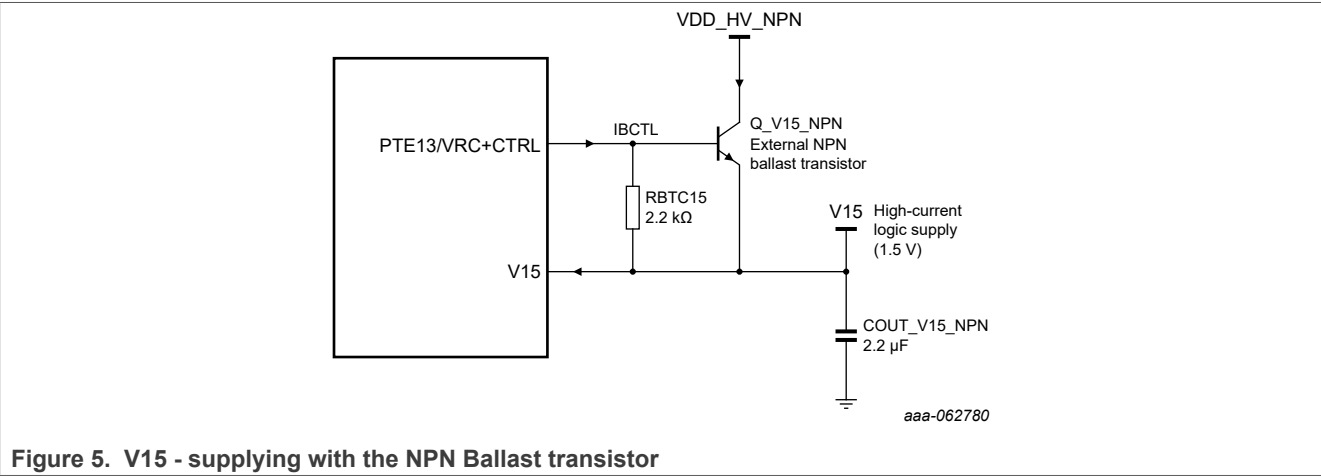 VDD_HV_NPN
PTE13/VRC+CTRL
IBCTL
Q_V15_NPN
External NPN
ballast transistor
RBTC15
2.2 kΩ
V15
High-current
logic supply
(1.5 V)
V15
COUT_V15_NPN
2.2 µF
aaa-062780
Figure 5. V15 - supplying with the NPN Ballast transistor